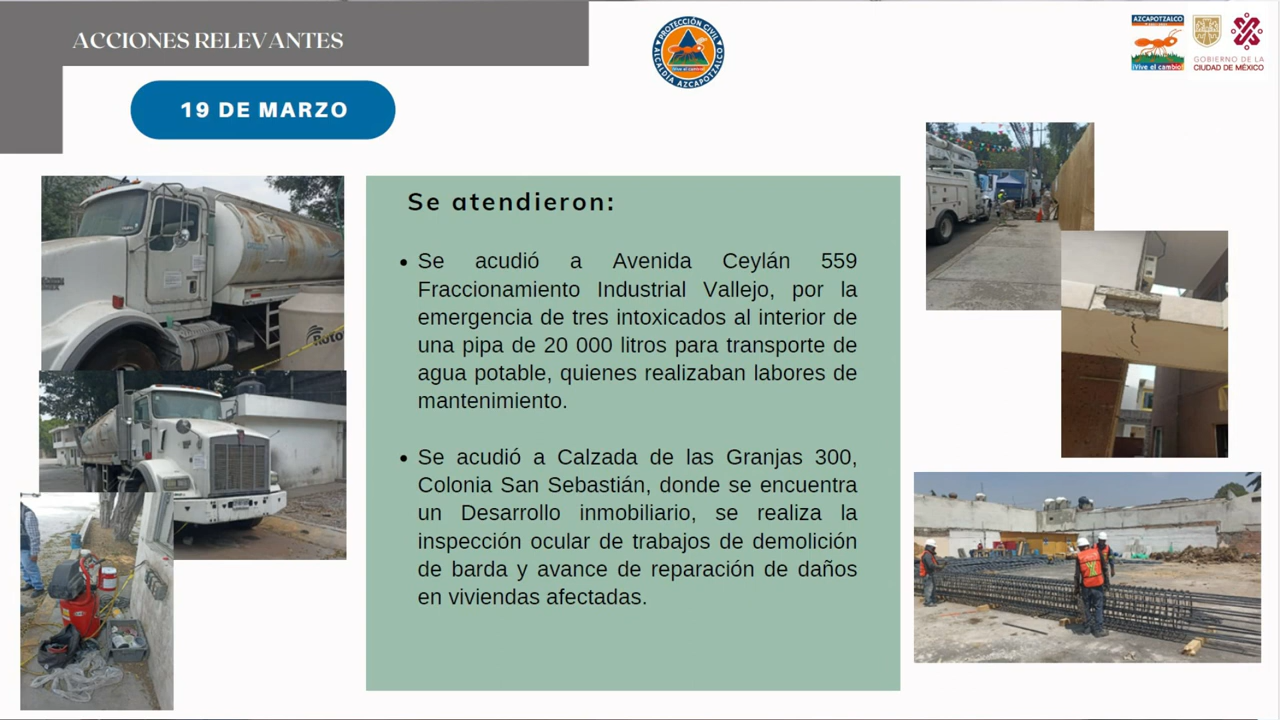 ACCIONES RELEVANTES
PROTECCIÓN CIVIL
¡Vive el cambio!
ALCALDÍA AZCAPOTZALCO
AZCAPOTZALCO
¡Vive el cambio!
GOBIERNO DE LA
CIUDAD DE MÉXICO
19 DE MARZO
Se atendieron:
• Se acudió a Avenida Ceylán 559
Fraccionamiento Industrial Vallejo, por la
emergencia de tres intoxicados al interior de
una pipa de 20 000 litros para transporte de
agua potable, quienes realizaban labores de
mantenimiento.
• Se acudió a Calzada de las Granjas 300,
Colonia San Sebastián, donde se encuentra
un Desarrollo inmobiliario, se realiza la
inspección ocular de trabajos de demolición
de barda y avance de reparación de daños
en viviendas afectadas.
Roto